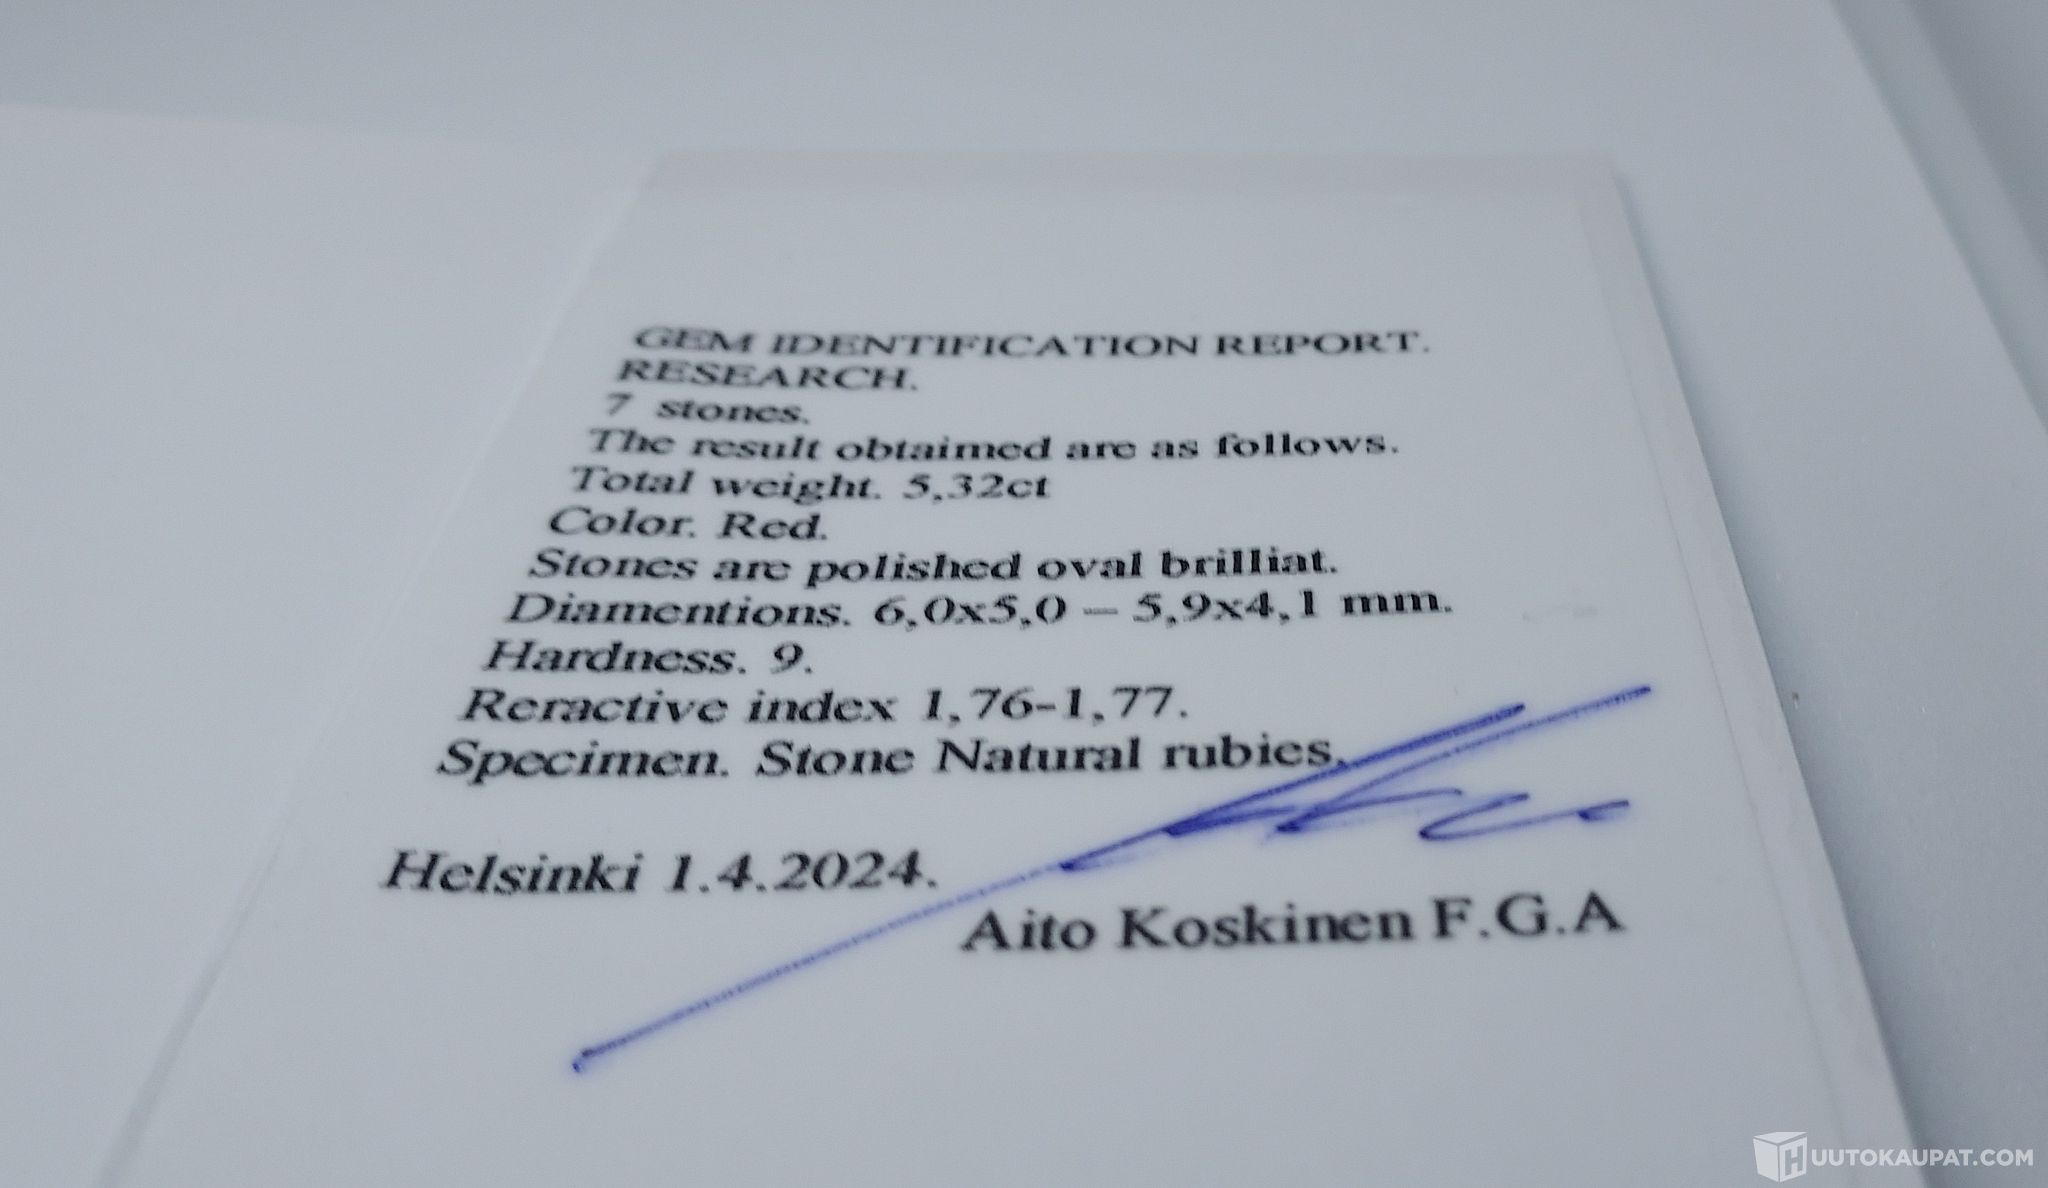 GEM IDENTIFICATION REPORT.
RESEARCH.
7 stones.
The result obtaimed are as follows.
Total weight. 5,32ct
Color. Red.
Stones are polished oval brilliat.
Diamentions. 6,0x5,0 – 5,9x4,1 mm.
Hardness. 9.
Reractive index 1,76-1,77.
Specimen. Stone Natural rubies.
Helsinki 1.4.2024.
Aito Koskinen F.G.A
HUUTOKAUPAT.COM